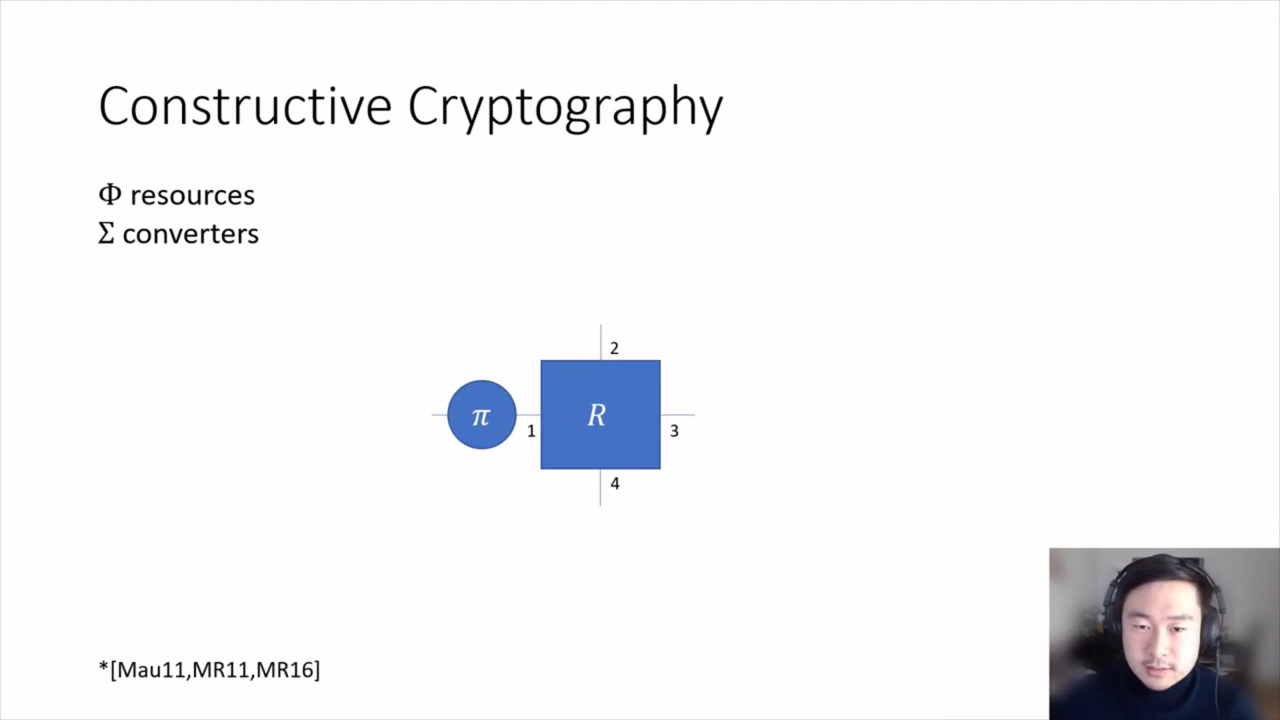 Constructive Cryptography
Φ resources
Σ converters
2
π
R
1
3
4
*[Mau11,MR11,MR16]